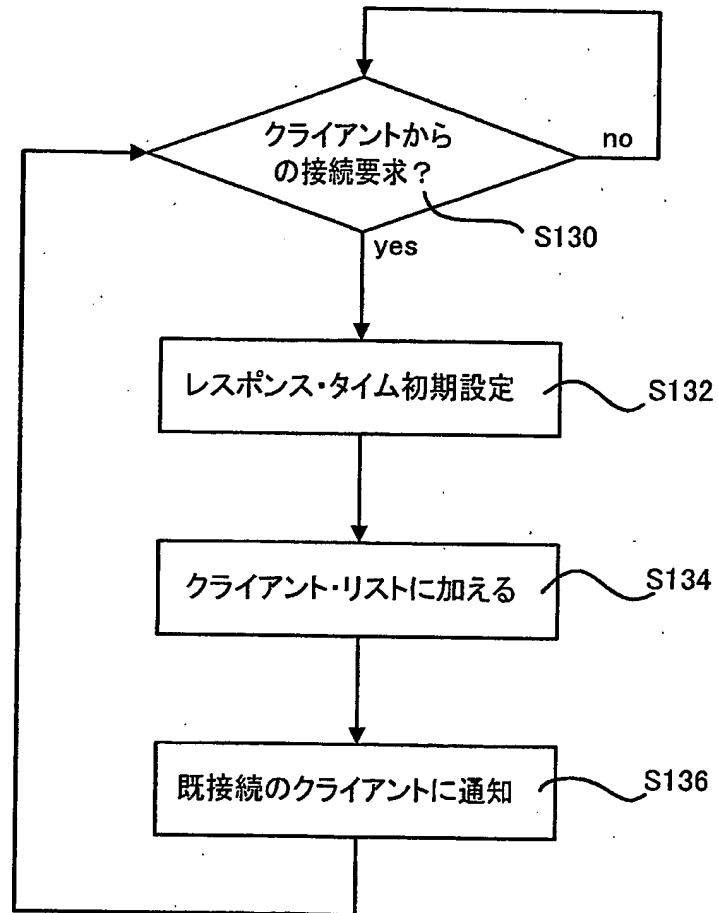 クライアントから
の接続要求？
no
S130
yes
レスポンス・タイム初期設定
S132
クライアント・リストに加える
S134
既接続のクライアントに通知
S136